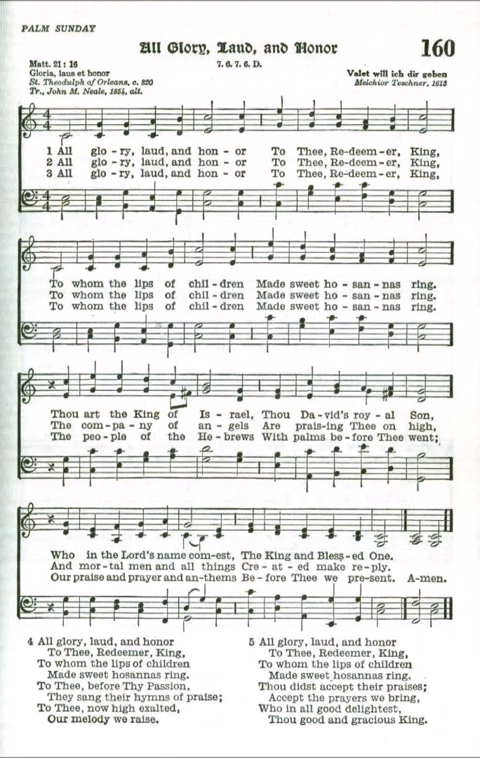 PALM SUNDAY
All Glory, Laud, and Honor 160
Matt. 21 : 16 7. 6. 7. 6. D.
Gloria, laus et honor Valet will ich dir geben
St. Theodulph of Orleans, c. 820 Melchior Teschner, 1613
Tr., John M. Neale, 1854, alt.
1 All glo - ry, laud, and hon - or To Thee, Re-deem - er, King,
2 All glo - ry, laud, and hon - or To Thee, Re-deem - er, King,
3 All glo - ry, laud, and hon - or To Thee, Re-deem - er, King,
To whom the lips of chil - dren Made sweet ho - san - nas ring.
To whom the lips of chil - dren Made sweet ho - san - nas ring.
To whom the lips of chil - dren Made sweet ho - san - nas ring.
Thou art the King of Is - rael, Thou Da - vid's roy - al Son,
The com - pa - ny of an - gels Are prais - ing Thee on high,
The peo - ple of the He - brews With palms be - fore Thee went;
Who in the Lord's name com - est, The King and Bless - ed One.
And mor - tal men and all things Cre - at - ed make re - ply.
Our praise and prayer and an - thems Be - fore Thee we pre - sent. A - men.
4 All glory, laud, and honor
To Thee, Redeemer, King,
To whom the lips of children
Made sweet hosannas ring.
To Thee, before Thy Passion,
They sang their hymns of praise;
To Thee, now high exalted,
Our melody we raise.
5 All glory, laud, and honor
To Thee, Redeemer, King,
To whom the lips of children
Made sweet hosannas ring.
Thou didst accept their praises;
Accept the prayers we bring,
Who in all good delightest,
Thou good and gracious King.